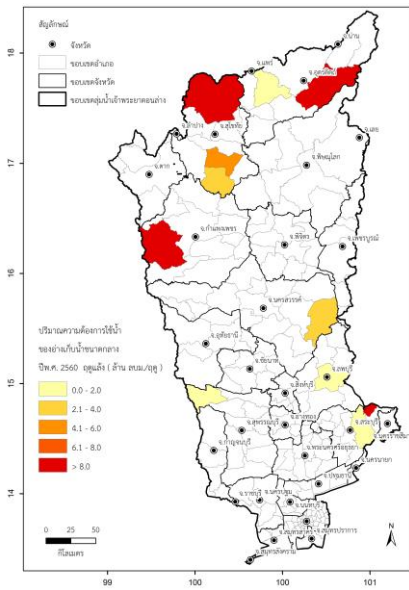 สัญลักษณ์
จังหวัด
ขอบเขตอำเภอ
ขอบเขตจังหวัด
ขอบเขตลุ่มน้ำเจ้าพระยาตอนล่าง
18
จ.น่าน
จ.แพร่
จ.อุตรดิตถ์
จ.ลำปาง
จ.สุโขทัย
จ.เลย
17
จ.ตาก
จ.พิษณุโลก
จ.กำแพงเพชร
จ.พิจิตร
จ.เพชรบูรณ์
16
จ.นครสวรรค์
ปริมาณความต้องการใช้น้ำ
ของอ่างเก็บน้ำขนาดกลาง
ปีพ.ศ. 2560 ฤดูแล้ง ( ล้าน ลบม./ฤดู )
จ.อุทัยธานี
จ.ชัยนาท
จ.ลพบุรี
15
0.0 - 2.0
2.1 - 4.0
4.1 - 6.0
6.1 - 8.0
> 8.0
จ.สิงห์บุรี
จ.อ่างทอง
จ.สุพรรณบุรี
จ.สระบุรี
จ.นครราชสีมา
จ.กาญจนบุรี
จ.พระนครศรีอยุธยา
จ.นครนายก
จ.ปทุมธานี
14
จ.ราชบุรี
จ.นครปฐม
จ.นนทบุรี
จ.สมุทรสาคร
จ.สมุทรปราการ
จ.สมุทรสงคราม
0 25 50
กิโลเมตร
N
99 100 100 101